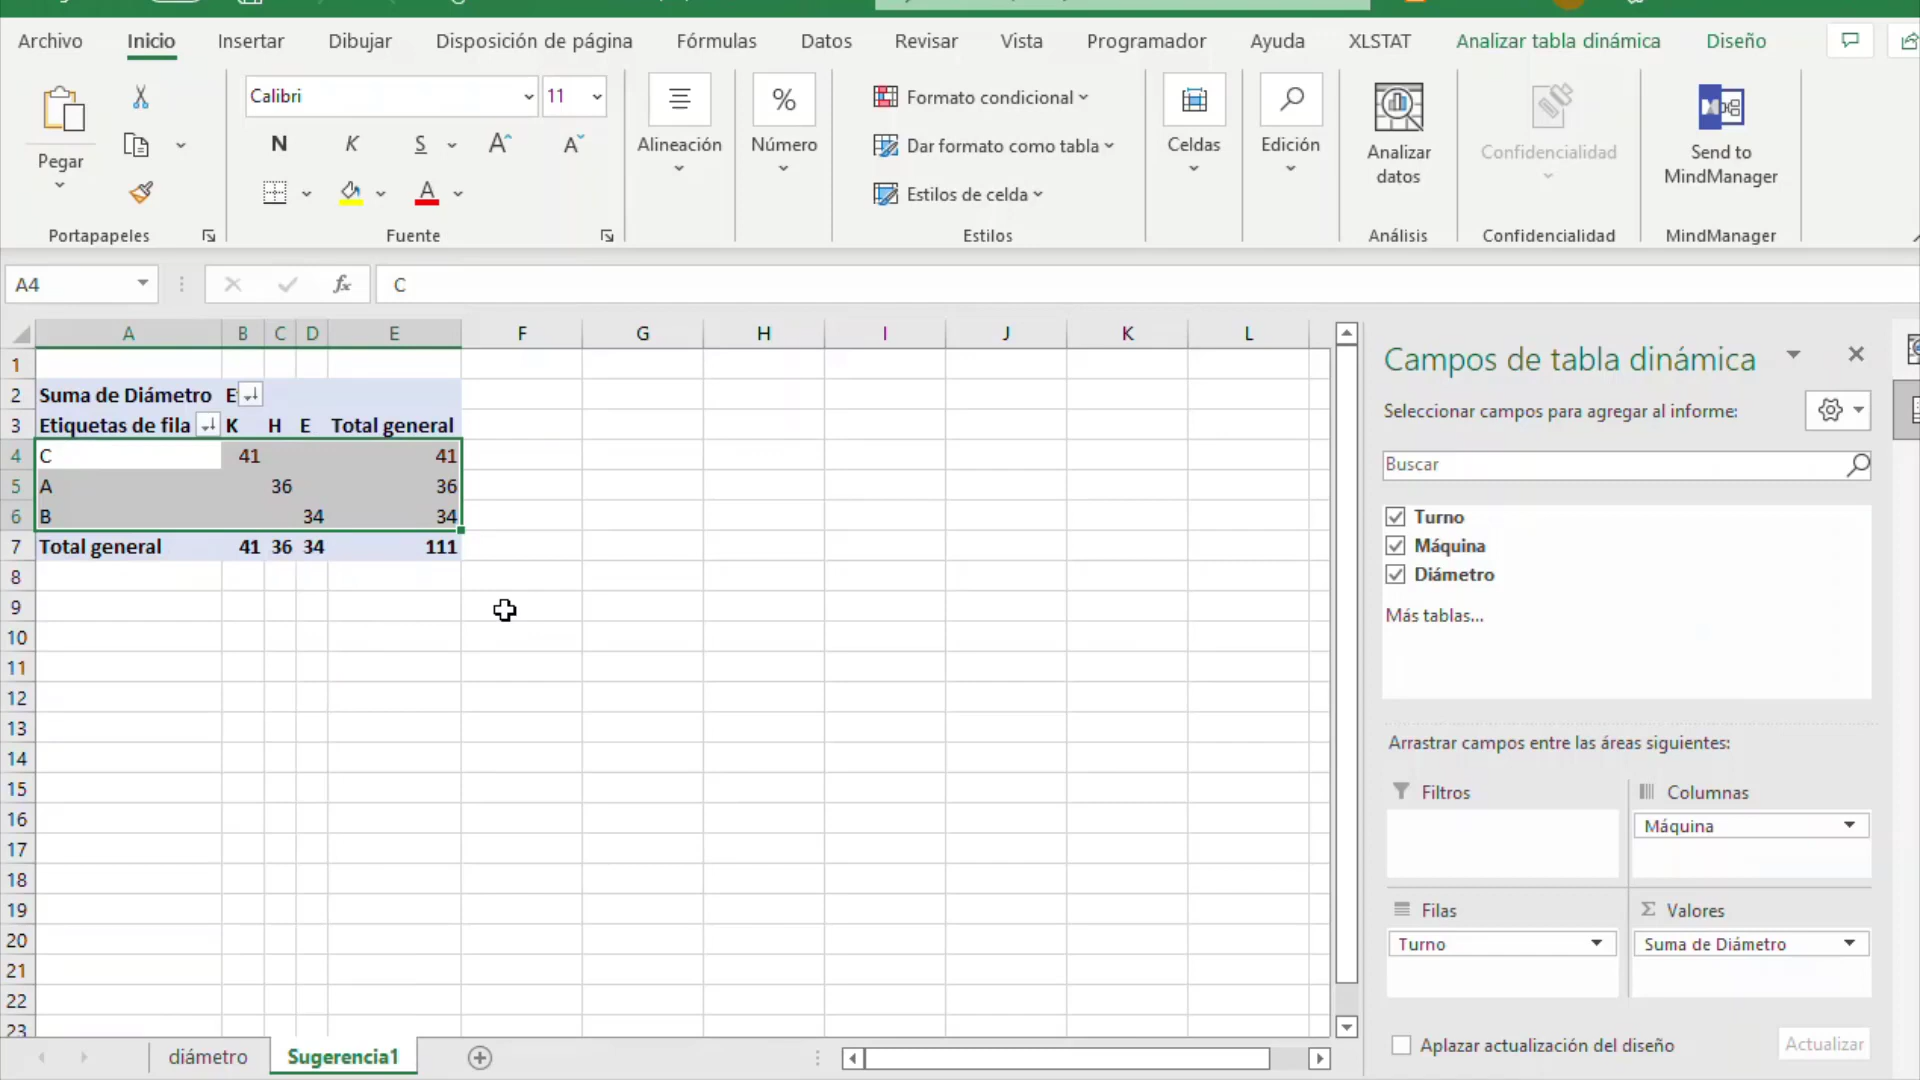 Archivo Inicio Insertar Dibujar Disposición de página Fórmulas Datos Revisar Vista Programador Ayuda XLSTAT Analizar tabla dinámica Diseño
Calibri 11
Formato condicional
Pegar
N K S A A
Alineación
%
Número
Dar formato como tabla
Celdas
Edición
Analizar datos
Confidencialidad
Send to MindManager
A
Estilos de celda
Portapapeles Fuente Estilos Análisis Confidencialidad MindManager
A4 fx C
A B C D E F G H I J K L
1
2 Suma de Diámetro E
3 Etiquetas de fila K H E Total general
4 C 41 41
5 A 36 36
6 B 34 34
7 Total general 41 36 34 111
8
9
10
11
12
13
14
15
16
17
18
19
20
21
22
23
diámetro Sugerencia1
Campos de tabla dinámica
Seleccionar campos para agregar al informe:
Buscar
Turno
Máquina
Diámetro
Más tablas...
Arrastrar campos entre las áreas siguientes:
Filtros Columnas
Máquina
Filas Σ Valores
Turno Suma de Diámetro
Aplazar actualización del diseño Actualizar